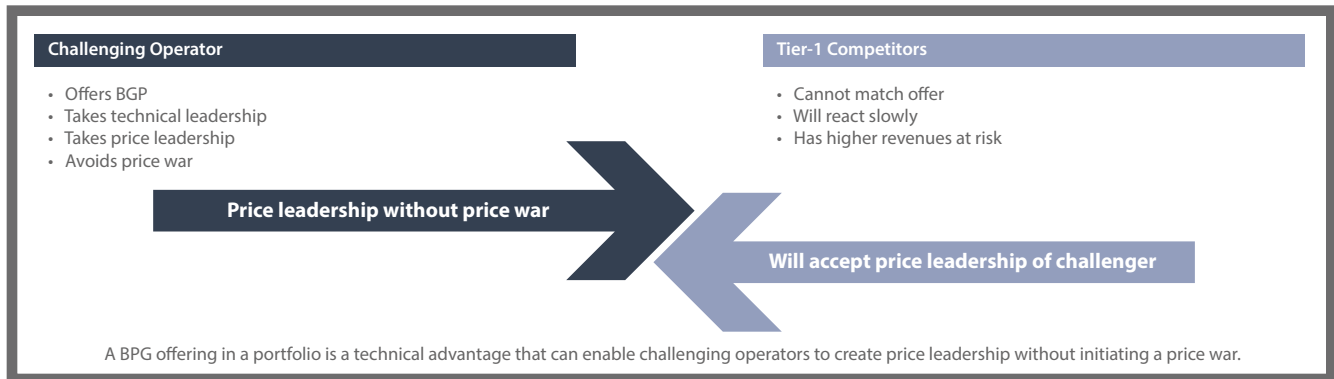 Challenging Operator
• Offers BGP
• Takes technical leadership
• Takes price leadership
• Avoids price war
Price leadership without price war
Tier-1 Competitors
• Cannot match offer
• Will react slowly
• Has higher revenues at risk
Will accept price leadership of challenger
A BPG offering in a portfolio is a technical advantage that can enable challenging operators to create price leadership without initiating a price war.